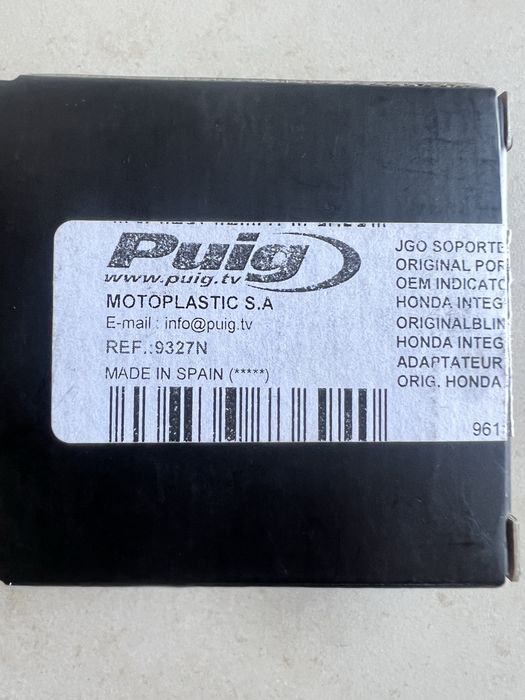 Puig
www.puig.tv
MOTOPLASTIC S.A
E-mail : info@puig.tv
REF.:9327N
MADE IN SPAIN (*****)
JGO SOPORTE
ORIGINAL POR
OEM INDICATO
HONDA INTEG
ORIGINALBLIN
HONDA INTEG
ADAPTATEUR
ORIG. HONDA
961